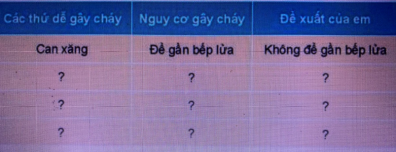 Các thứ dễ gây cháy Nguy cơ gây cháy Đề xuất của em
Can xăng Để gần bếp lửa Không để gần bếp lửa
? ? ?
? ? ?
? ? ?